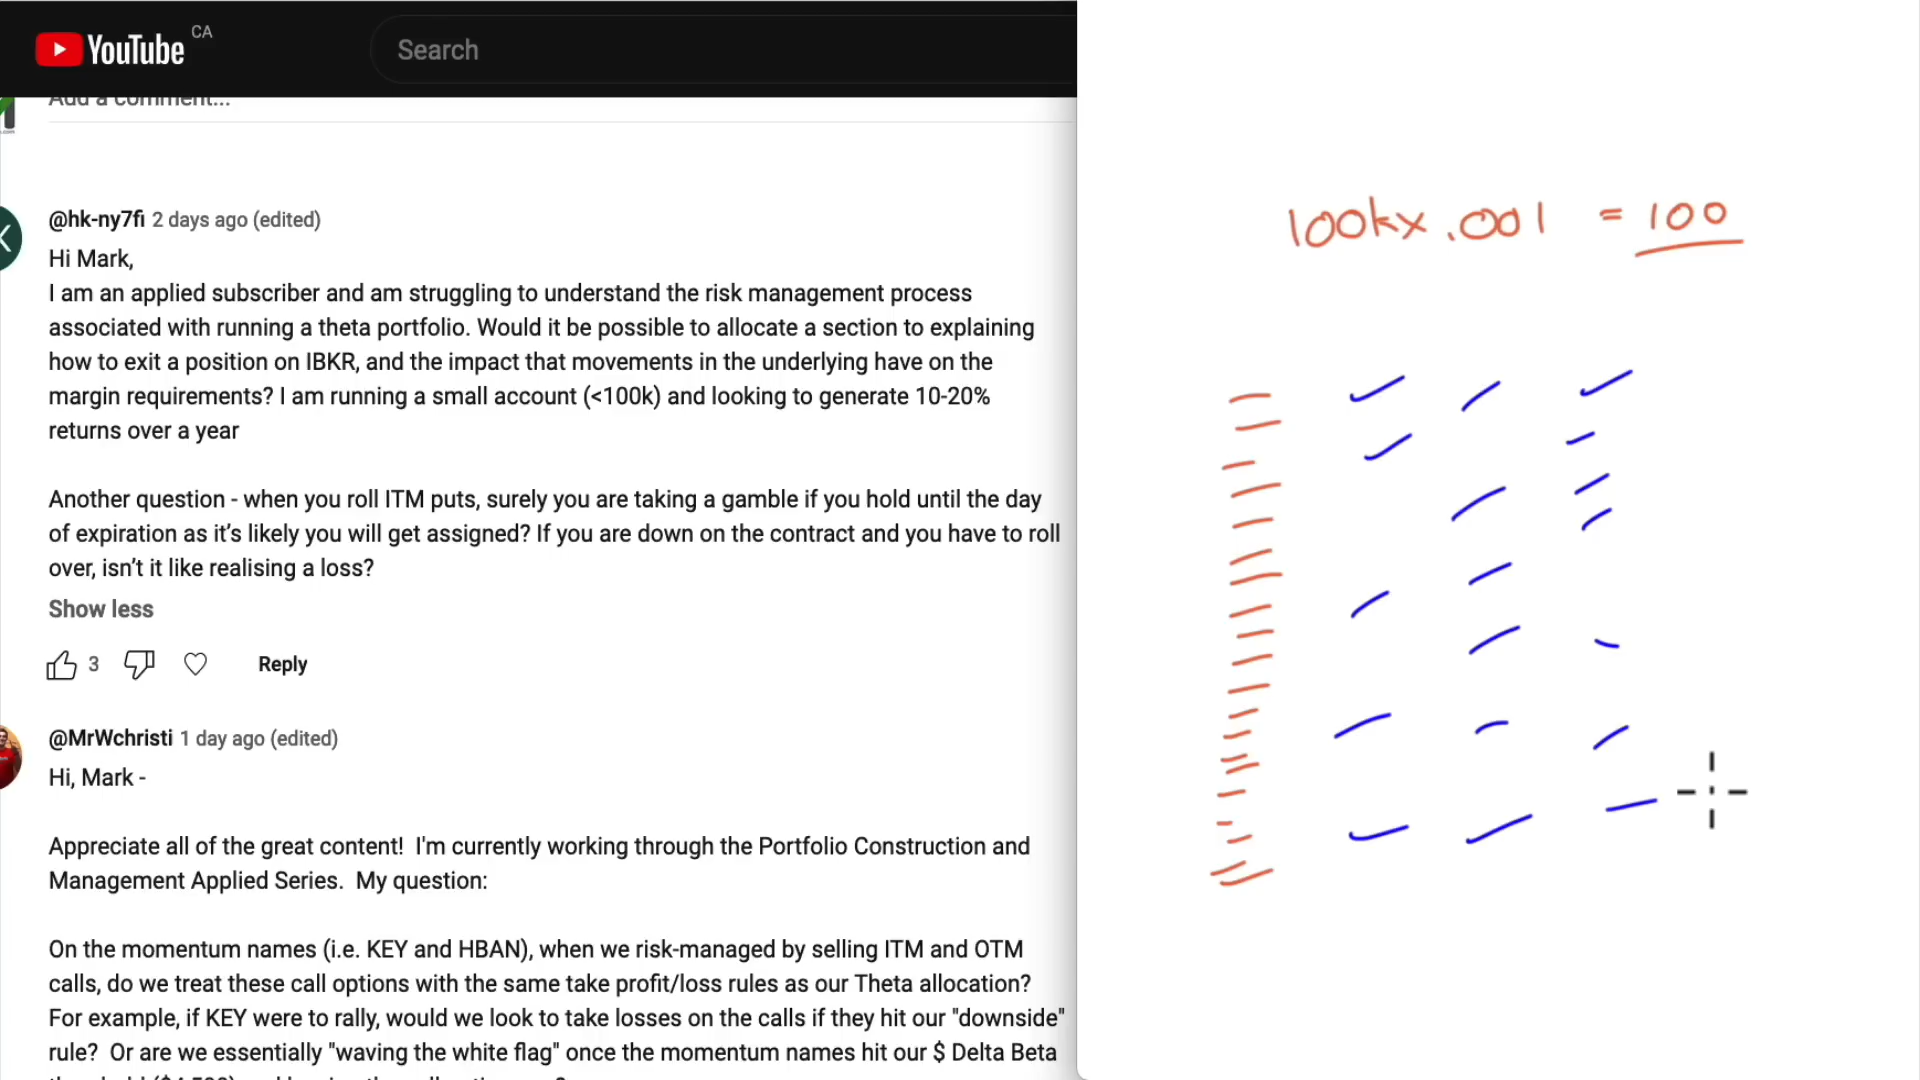 YouTube CA
Search
Add a comment...
@hk-ny7fi 2 days ago (edited)
Hi Mark,
I am an applied subscriber and am struggling to understand the risk management process
associated with running a theta portfolio. Would it be possible to allocate a section to explaining
how to exit a position on IBKR, and the impact that movements in the underlying have on the
margin requirements? I am running a small account (<100k) and looking to generate 10-20%
returns over a year
Another question - when you roll ITM puts, surely you are taking a gamble if you hold until the day
of expiration as it’s likely you will get assigned? If you are down on the contract and you have to roll
over, isn’t it like realising a loss?
Show less
3 Reply
@MrWchristi 1 day ago (edited)
Hi, Mark -
Appreciate all of the great content! I'm currently working through the Portfolio Construction and
Management Applied Series. My question:
On the momentum names (i.e. KEY and HBAN), when we risk-managed by selling ITM and OTM
calls, do we treat these call options with the same take profit/loss rules as our Theta allocation?
For example, if KEY were to rally, would we look to take losses on the calls if they hit our "downside"
rule? Or are we essentially "waving the white flag" once the momentum names hit our $ Delta Beta
100kx .001 = 100